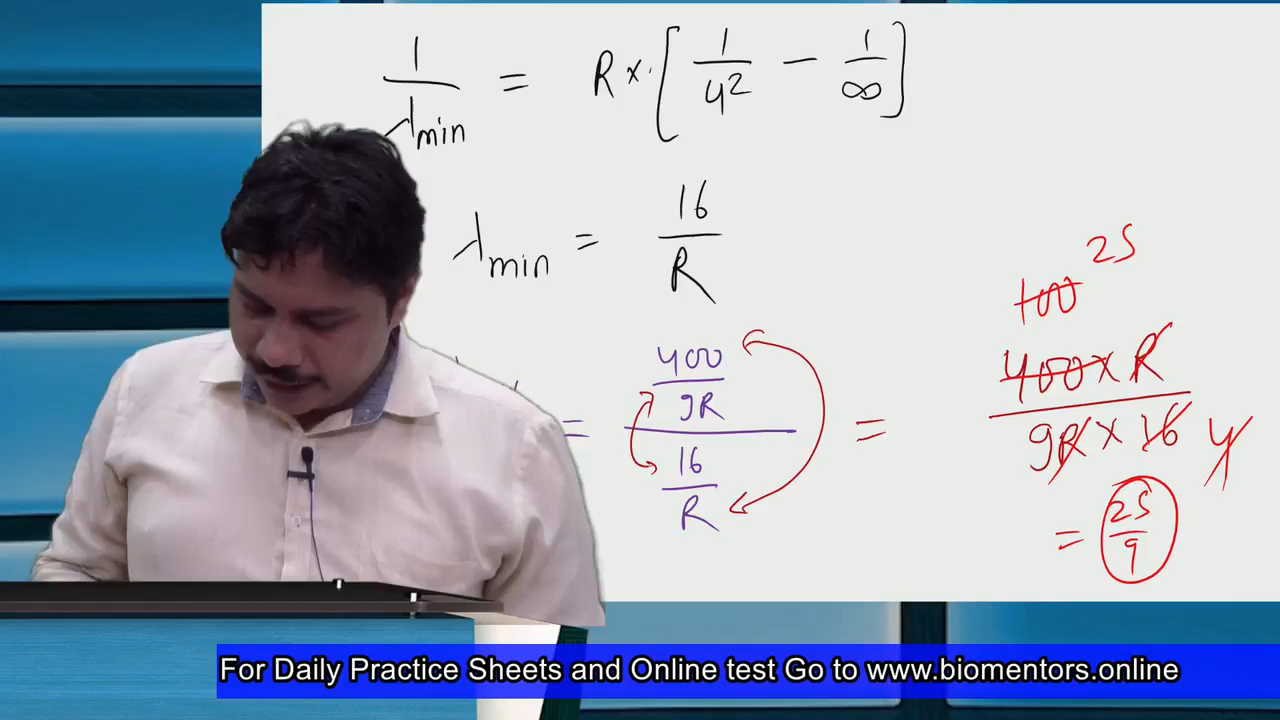 1/λmin = R × [1/4² − 1/∞]
λmin = 16/R
= (400/9R)/(16/R) = (400 × R)/(9R × 16)
100 25
4
= 25/9
For Daily Practice Sheets and Online test Go to www.biomentors.online